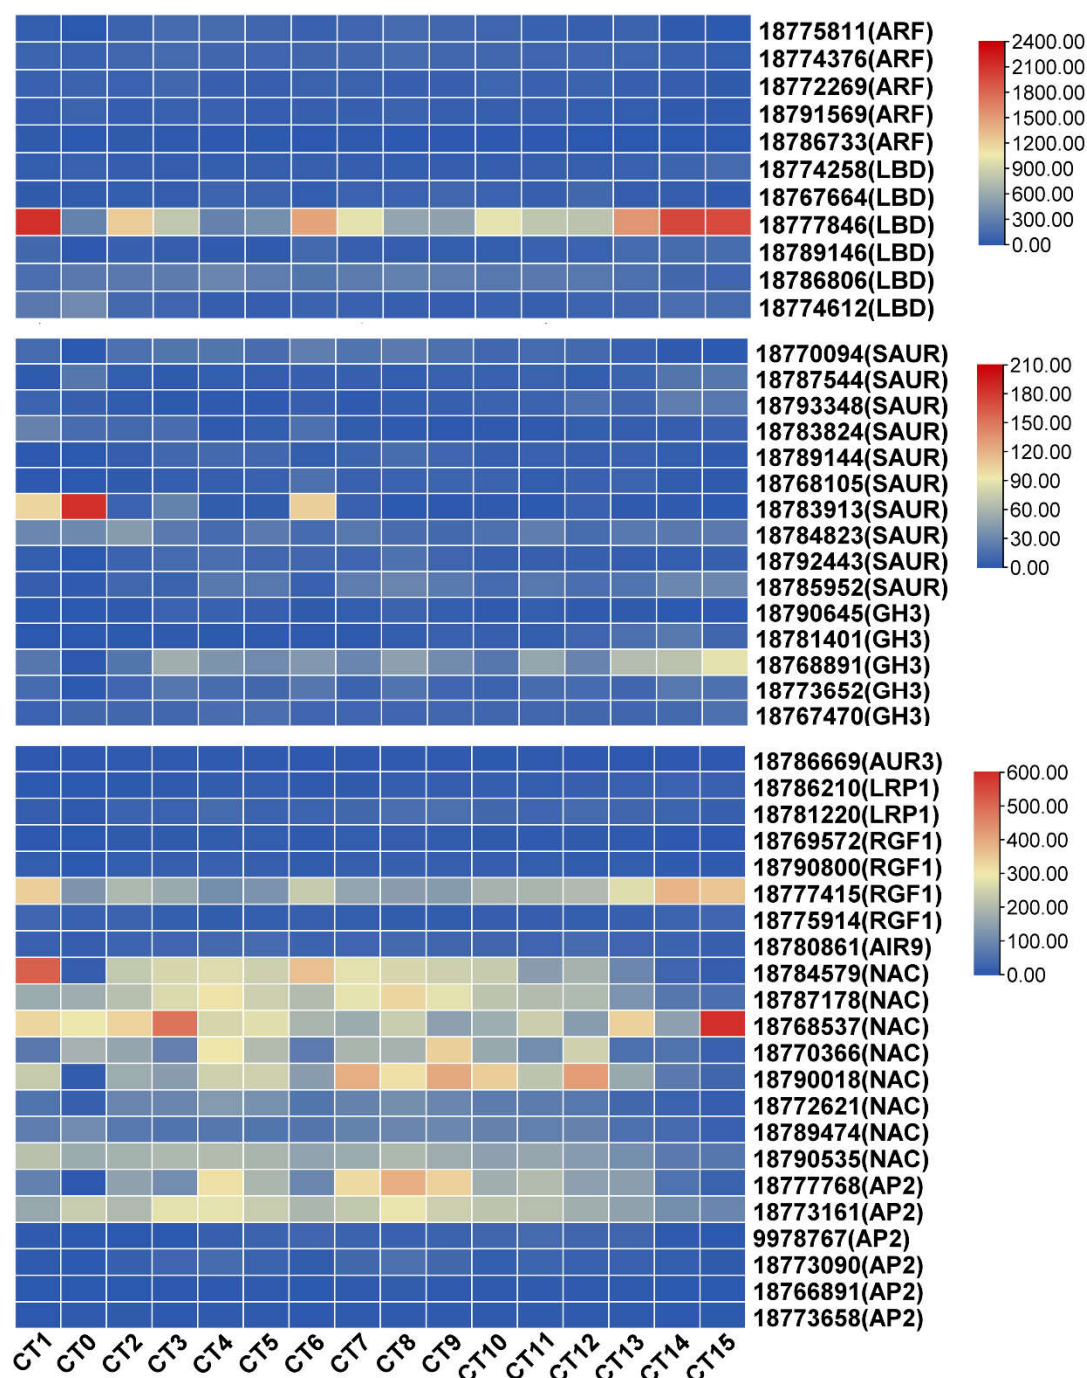 18775811(ARF)
18774376(ARF)
18772269(ARF)
18791569(ARF)
18786733(ARF)
18774258(LBD)
18767664(LBD)
18777846(LBD)
18789146(LBD)
18786806(LBD)
18774612(LBD)
2400.00
2100.00
1800.00
1500.00
1200.00
900.00
600.00
300.00
0.00
18770094(SAUR)
18787544(SAUR)
18793348(SAUR)
18783824(SAUR)
18789144(SAUR)
18768105(SAUR)
18783913(SAUR)
18784823(SAUR)
18792443(SAUR)
18785952(SAUR)
18790645(GH3)
18781401(GH3)
18768891(GH3)
18773652(GH3)
18767470(GH3)
210.00
180.00
150.00
120.00
90.00
60.00
30.00
0.00
18786669(AUR3)
18786210(LRP1)
18781220(LRP1)
18769572(RGF1)
18790800(RGF1)
18777415(RGF1)
18775914(RGF1)
18780861(AIR9)
18784579(NAC)
18787178(NAC)
18768537(NAC)
18770366(NAC)
18790018(NAC)
18772621(NAC)
18789474(NAC)
18790535(NAC)
18777768(AP2)
18773161(AP2)
9978767(AP2)
18773090(AP2)
18766891(AP2)
18773658(AP2)
600.00
500.00
400.00
300.00
200.00
100.00
0.00
CT1 CT0 CT2 CT3 CT4 CT5 CT6 CT7 CT8 CT9 CT10 CT11 CT12 CT13 CT14 CT15